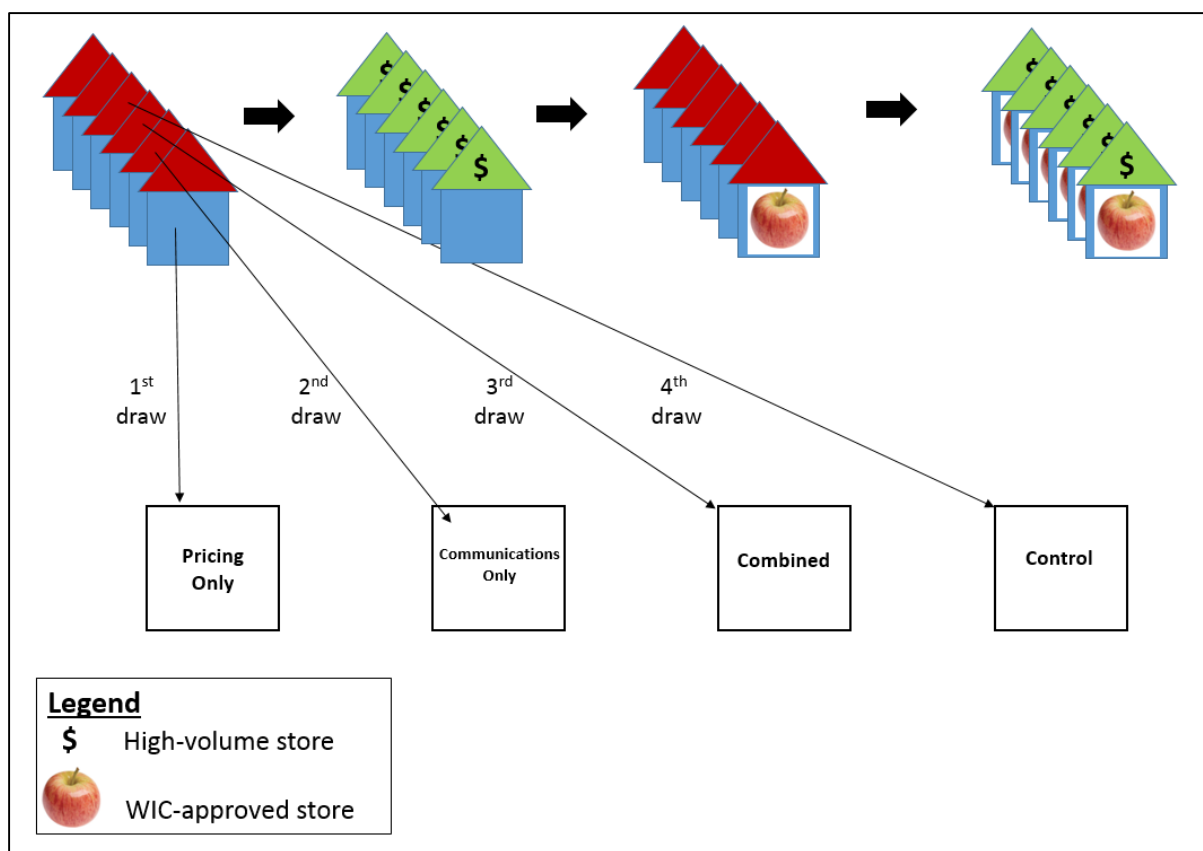 $
$
$
$
$
$
$
$
$
$
$
$
1st
draw
2nd
draw
3rd
draw
4th
draw
Pricing
Only
Communications
Only
Combined
Control
Legend
$ High-volume store
WIC-approved store